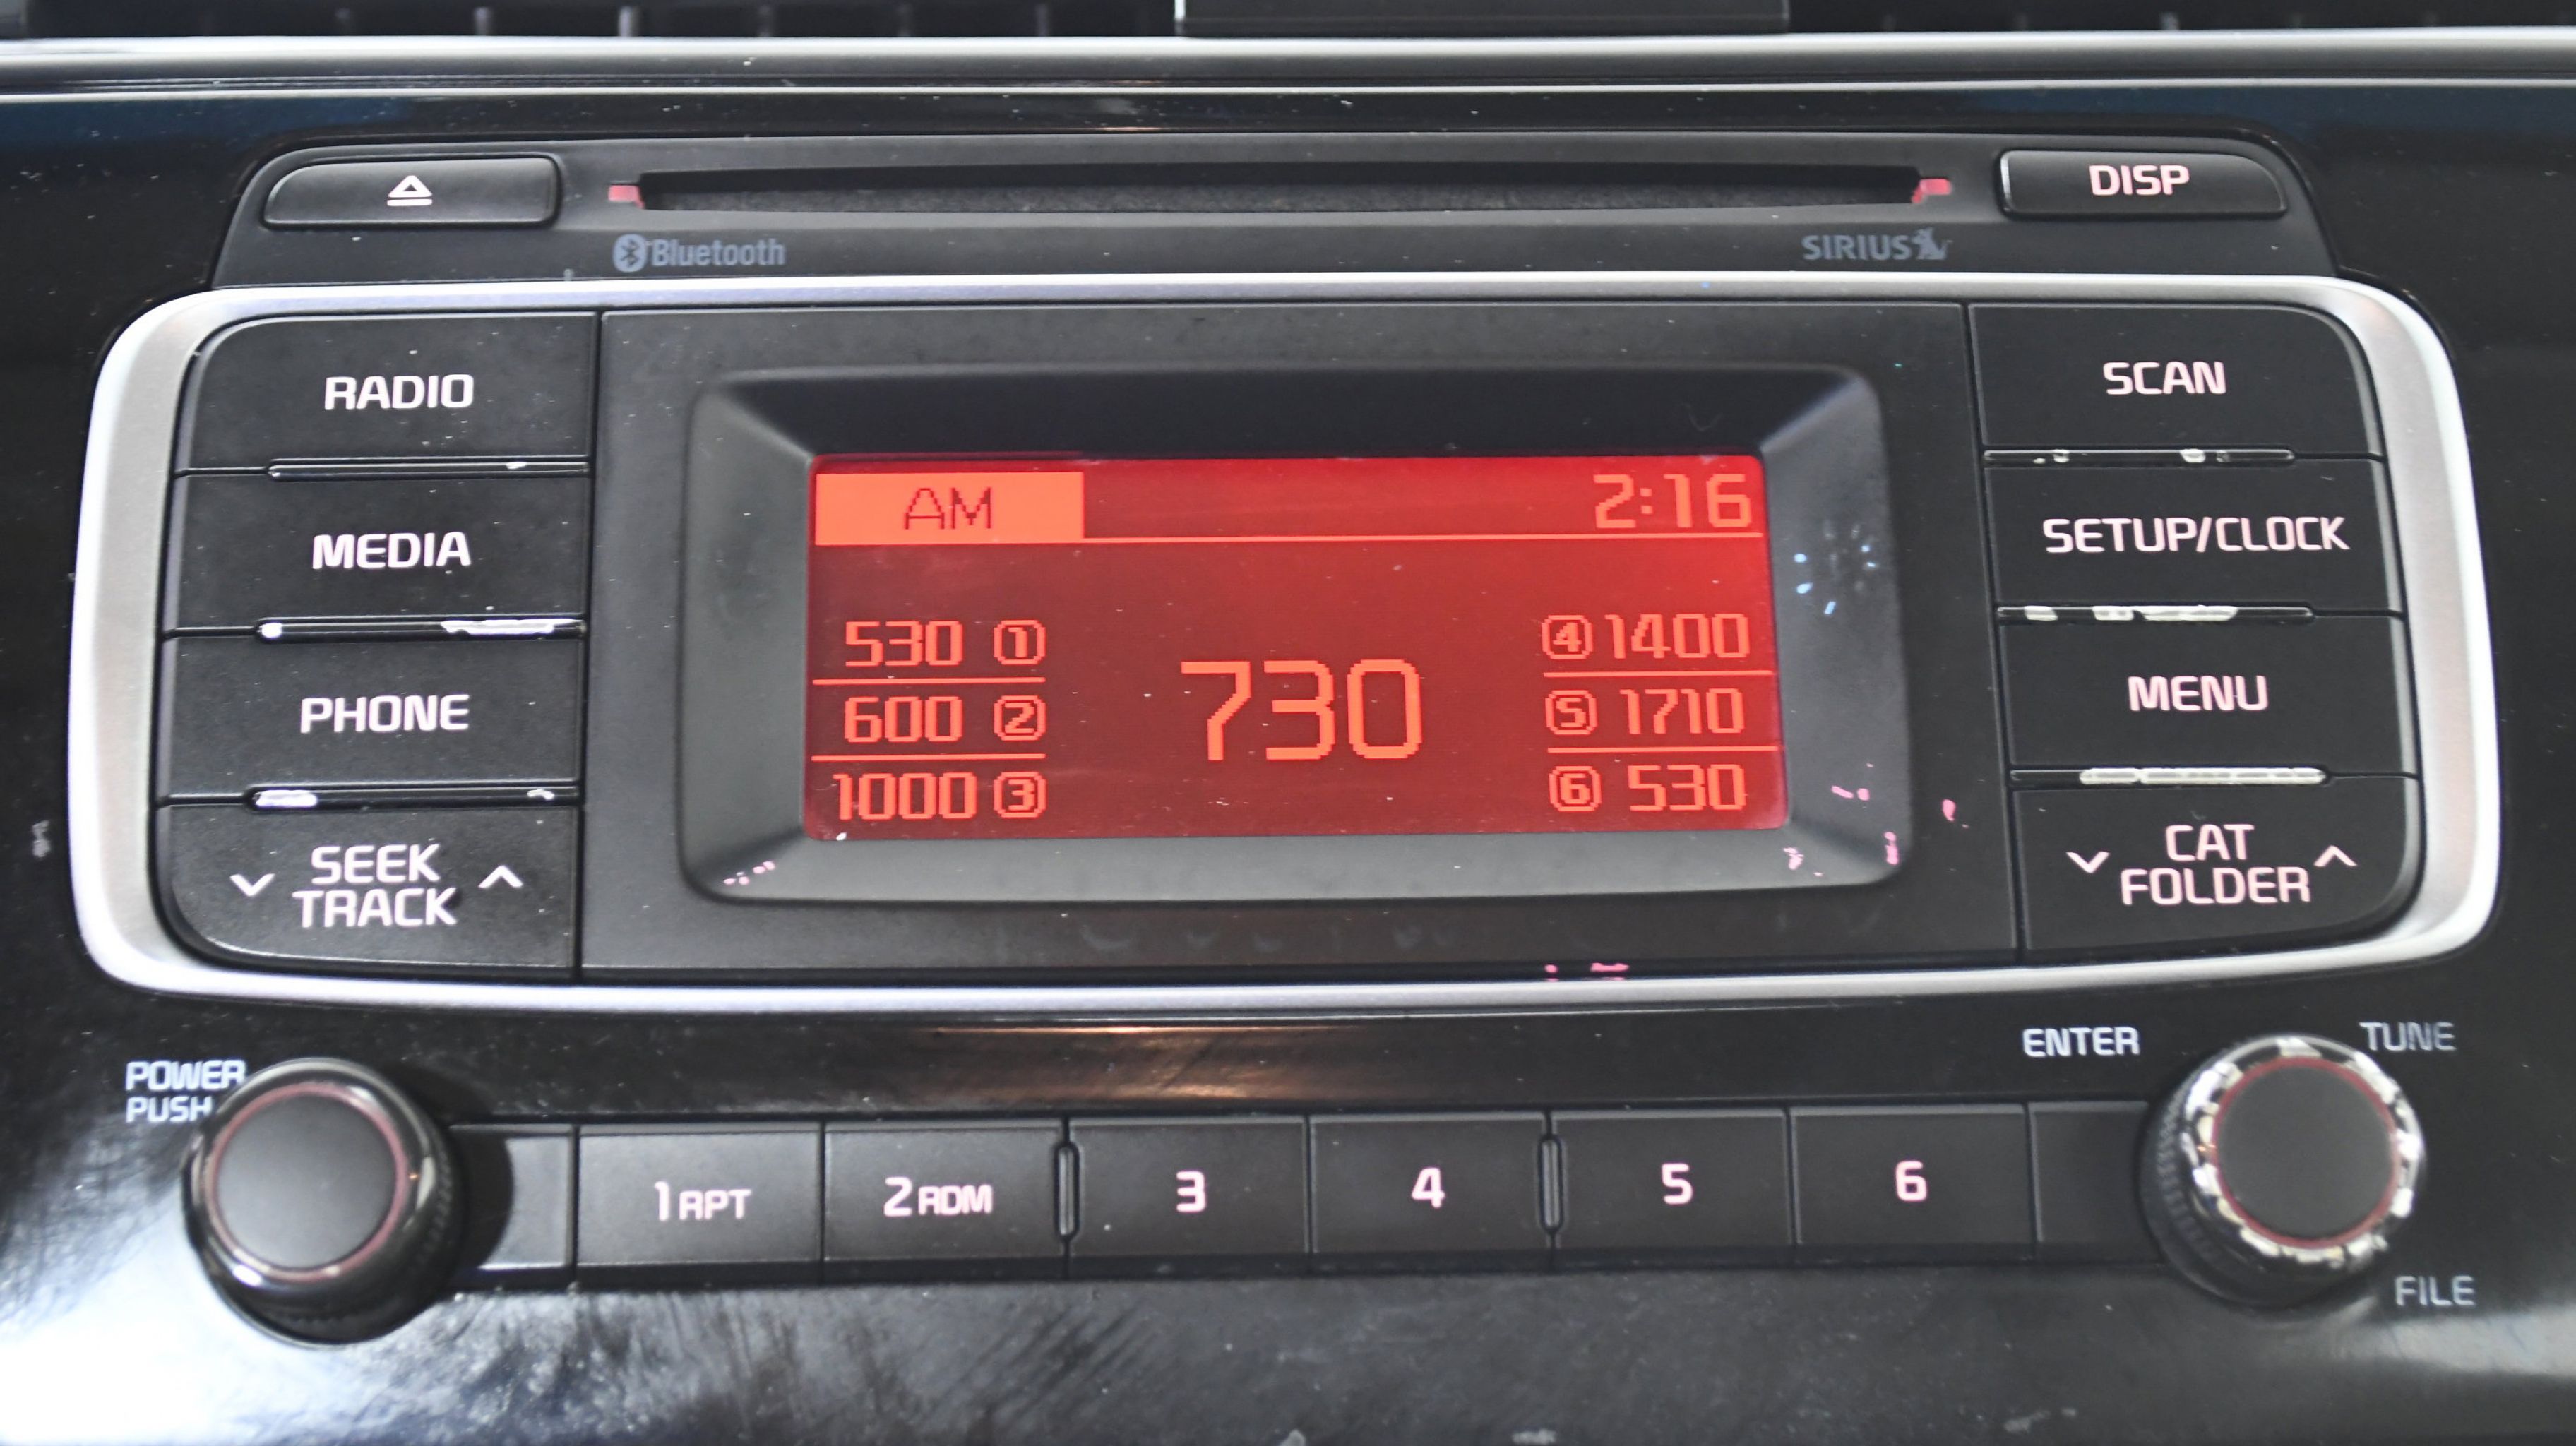 DISP
Bluetooth
SIRIUS
RADIO
MEDIA
PHONE
SEEK
TRACK
AM 2:16
530 ① ④ 1400
600 ② 730 ⑤ 1710
1000 ③ ⑥ 530
SCAN
SETUP/CLOCK
MENU
CAT
FOLDER
POWER
PUSH
1 RPT
2 RDM
3
4
5
6
ENTER
TUNE
FILE